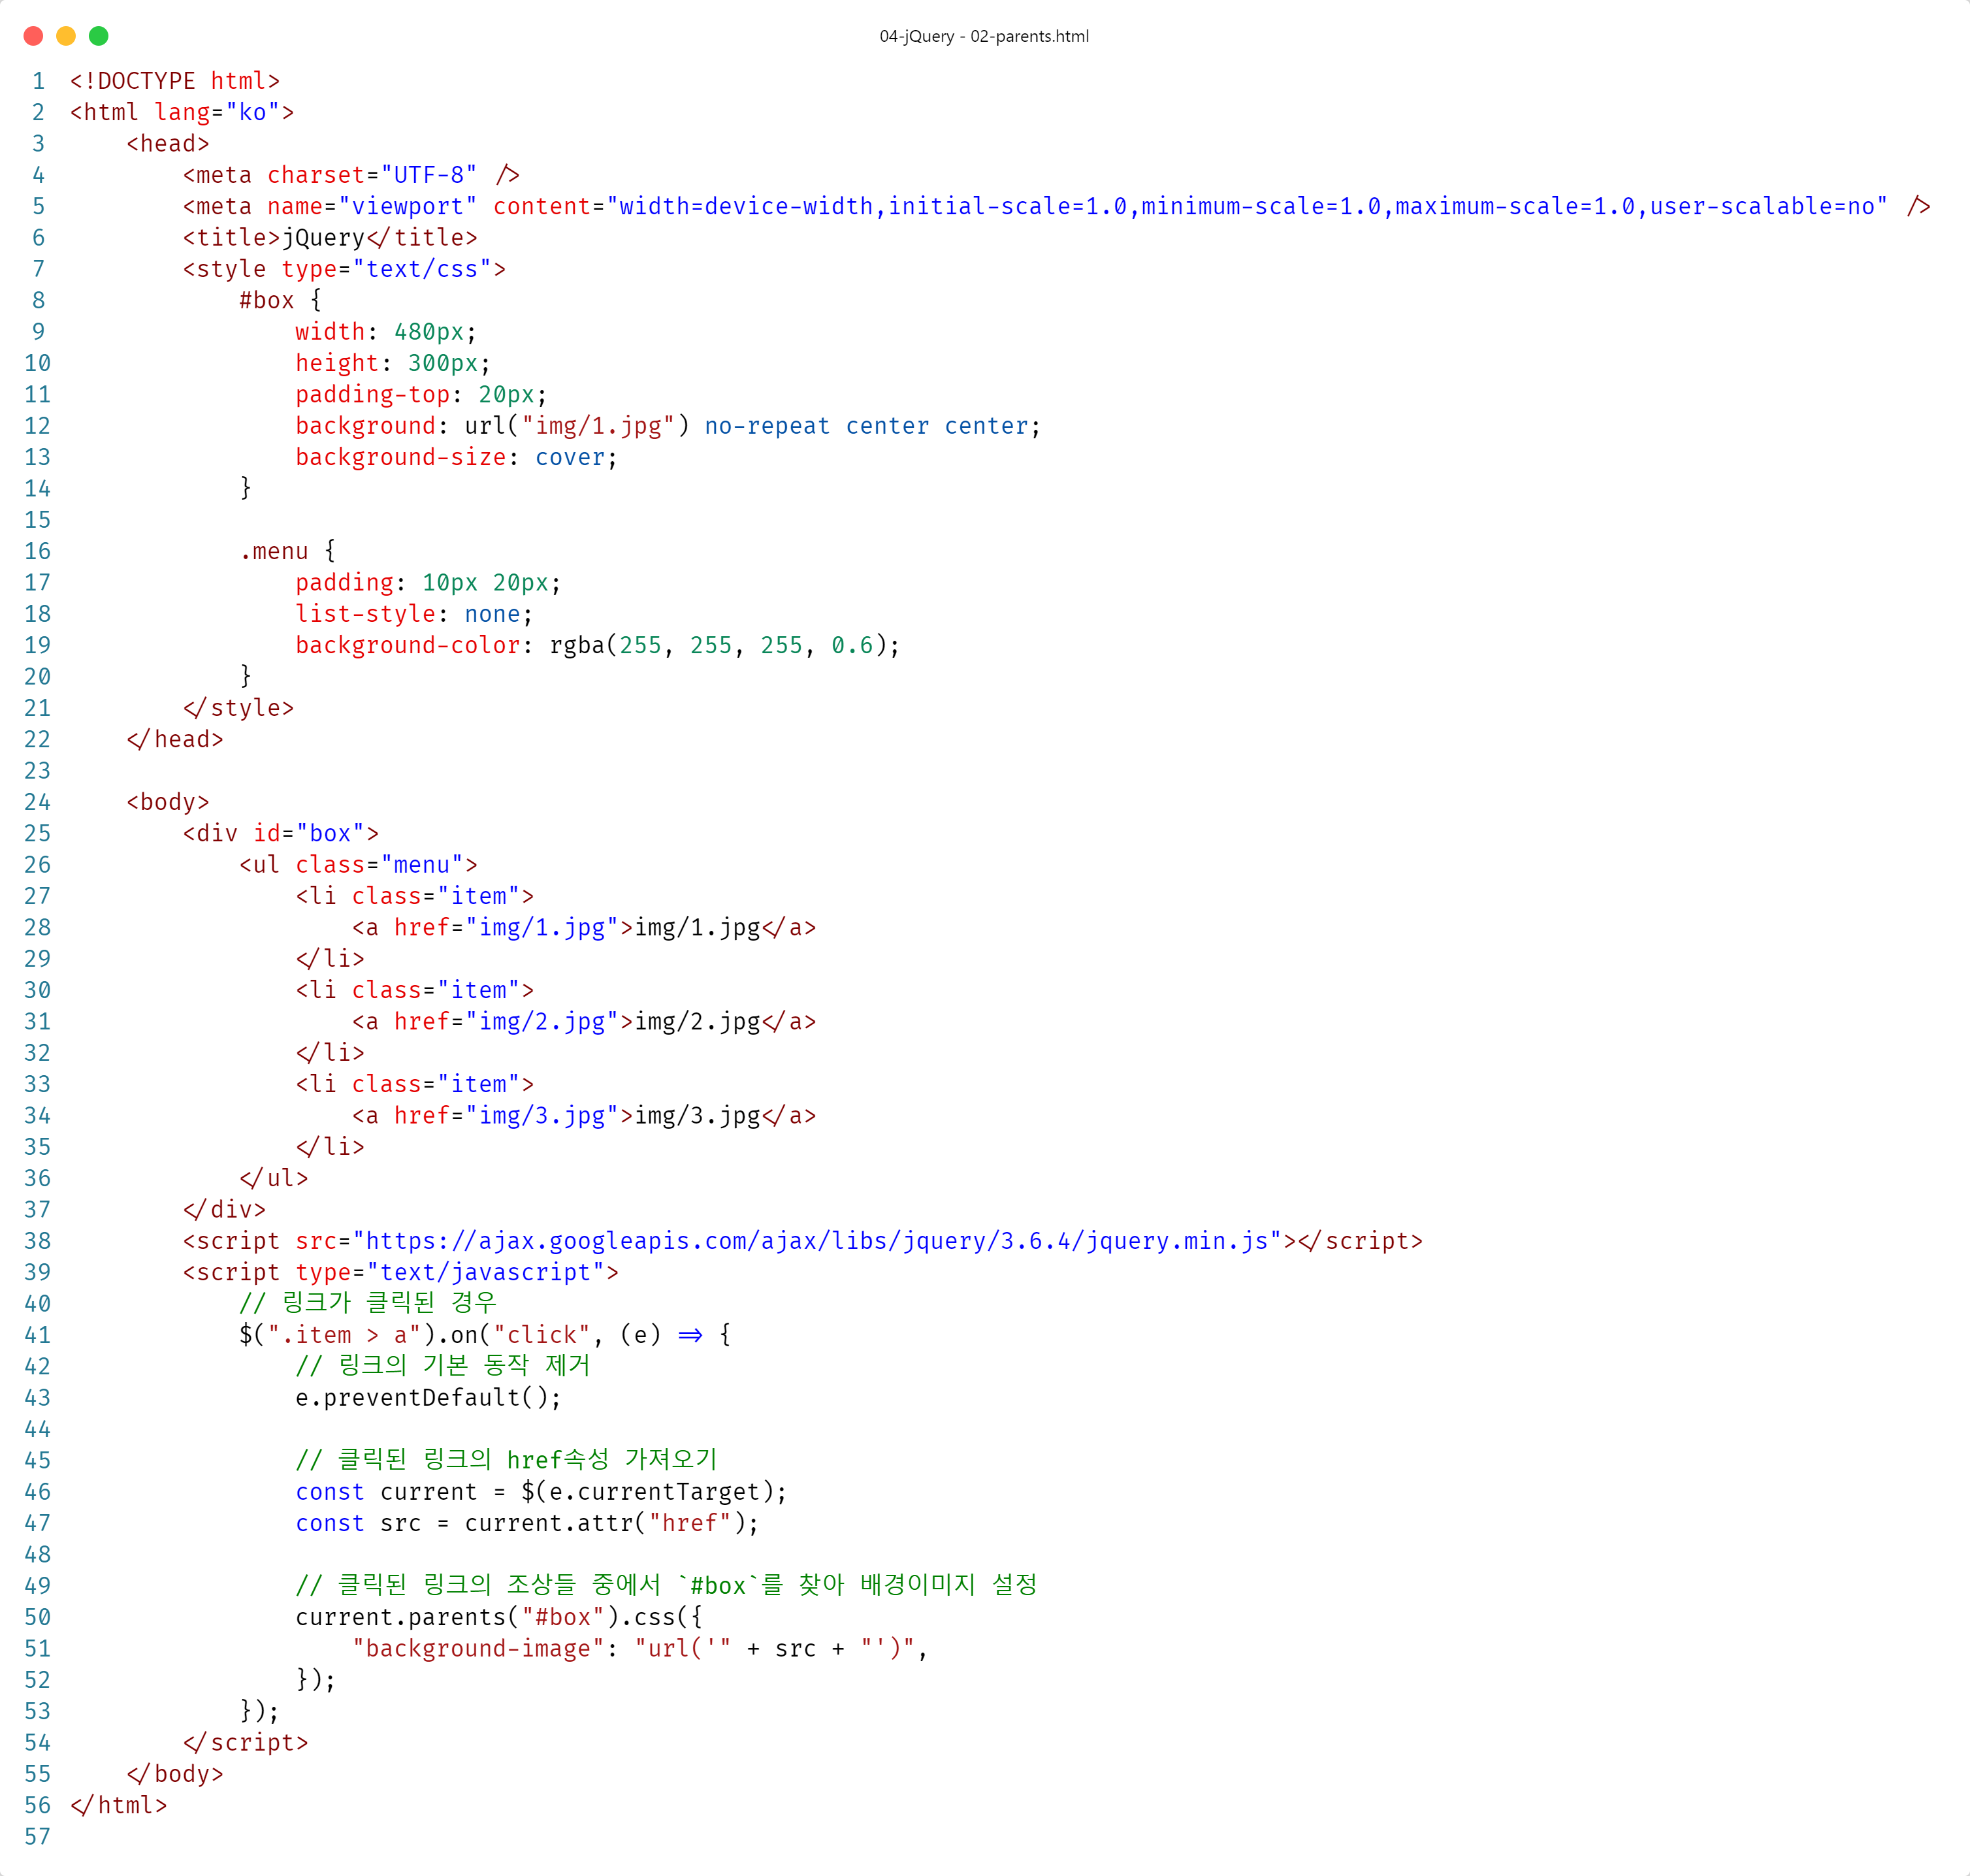 04-jQuery - 02-parents.html
1 <!DOCTYPE html>
2 <html lang="ko">
3     <head>
4         <meta charset="UTF-8" />
5         <meta name="viewport" content="width=device-width,initial-scale=1.0,minimum-scale=1.0,maximum-scale=1.0,user-scalable=no" />
6         <title>jQuery</title>
7         <style type="text/css">
8             #box {
9                 width: 480px;
10                 height: 300px;
11                 padding-top: 20px;
12                 background: url("img/1.jpg") no-repeat center center;
13                 background-size: cover;
14             }
15
16             .menu {
17                 padding: 10px 20px;
18                 list-style: none;
19                 background-color: rgba(255, 255, 255, 0.6);
20             }
21         </style>
22     </head>
23
24     <body>
25         <div id="box">
26             <ul class="menu">
27                 <li class="item">
28                     <a href="img/1.jpg">img/1.jpg</a>
29                 </li>
30                 <li class="item">
31                     <a href="img/2.jpg">img/2.jpg</a>
32                 </li>
33                 <li class="item">
34                     <a href="img/3.jpg">img/3.jpg</a>
35                 </li>
36             </ul>
37         </div>
38         <script src="https://ajax.googleapis.com/ajax/libs/jquery/3.6.4/jquery.min.js"></script>
39         <script type="text/javascript">
40             // 링크가 클릭된 경우
41             $(".item > a").on("click", (e) => {
42                 // 링크의 기본 동작 제거
43                 e.preventDefault();
44
45                 // 클릭된 링크의 href속성 가져오기
46                 const current = $(e.currentTarget);
47                 const src = current.attr("href");
48
49                 // 클릭된 링크의 조상들 중에서 `#box`를 찾아 배경이미지 설정
50                 current.parents("#box").css({
51                     "background-image": "url('" + src + "')",
52                 });
53             });
54         </script>
55     </body>
56 </html>
57